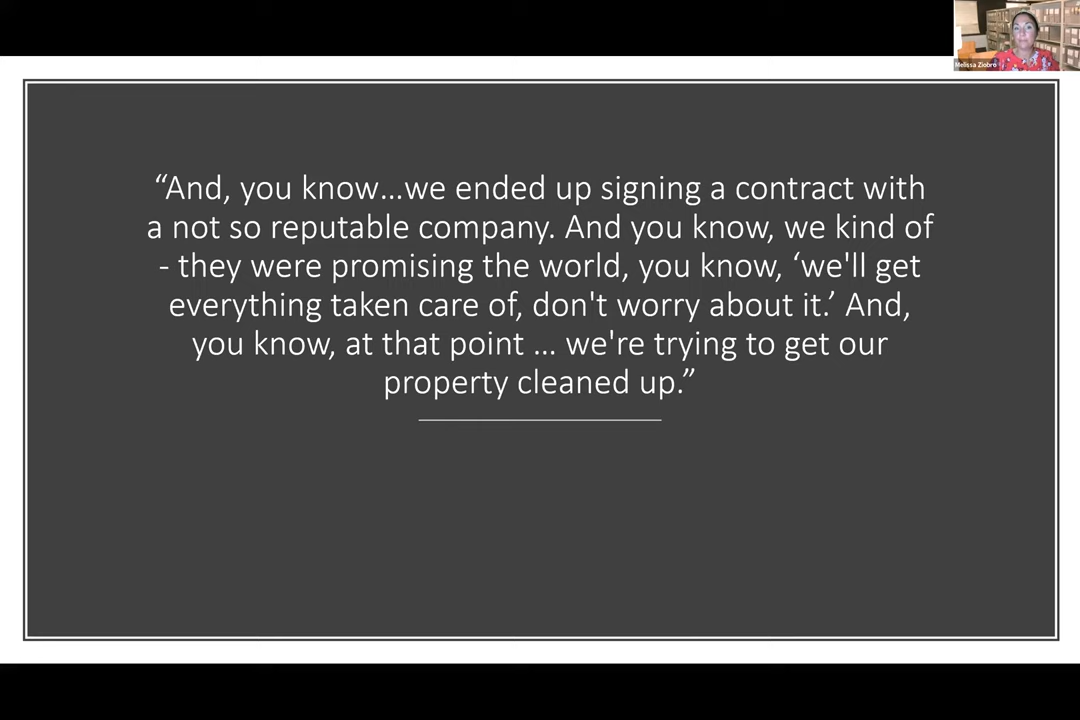 Melissa Ziobro
“And, you know...we ended up signing a contract with
a not so reputable company. And you know, we kind of
- they were promising the world, you know, ‘we'll get
everything taken care of, don't worry about it.’ And,
you know, at that point ... we're trying to get our
property cleaned up.”